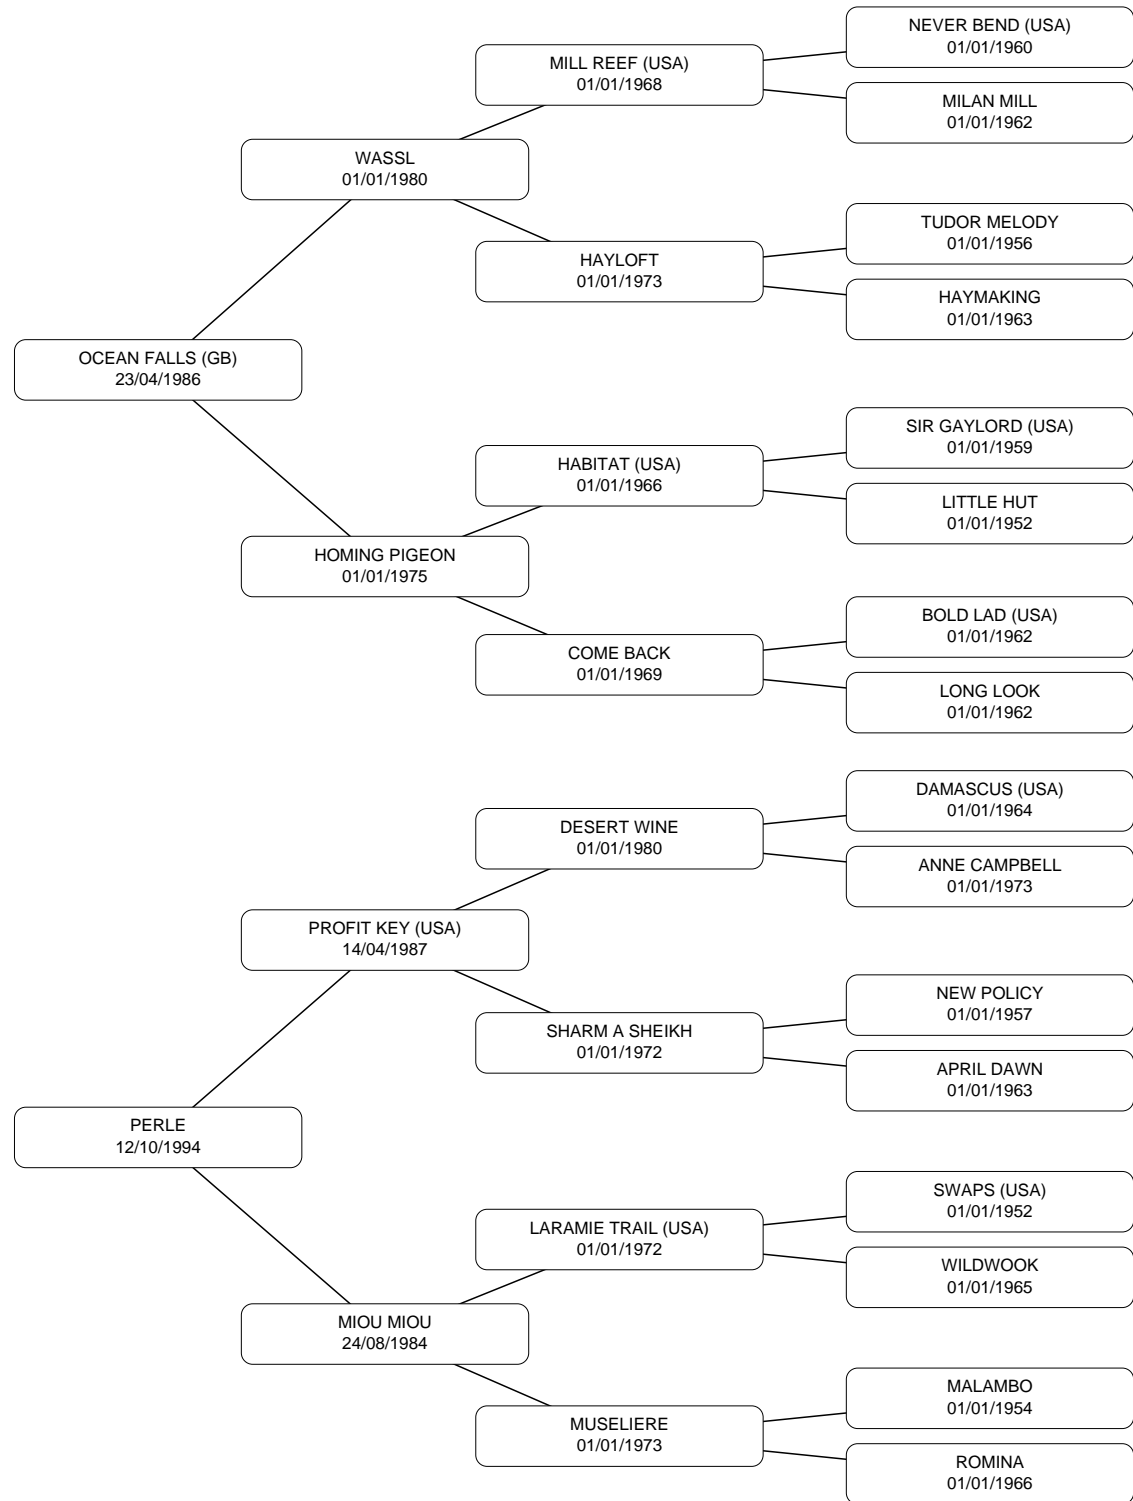 NEVER BEND (USA)
01/01/1960
MILL REEF (USA)
01/01/1968
MILAN MILL
01/01/1962
WASSL
01/01/1980
TUDOR MELODY
01/01/1956
HAYLOFT
01/01/1973
HAYMAKING
01/01/1963
OCEAN FALLS (GB)
23/04/1986
SIR GAYLORD (USA)
01/01/1959
HABITAT (USA)
01/01/1966
LITTLE HUT
01/01/1952
HOMING PIGEON
01/01/1975
BOLD LAD (USA)
01/01/1962
COME BACK
01/01/1969
LONG LOOK
01/01/1962
DAMASCUS (USA)
01/01/1964
DESERT WINE
01/01/1980
ANNE CAMPBELL
01/01/1973
PROFIT KEY (USA)
14/04/1987
NEW POLICY
01/01/1957
SHARM A SHEIKH
01/01/1972
APRIL DAWN
01/01/1963
PERLE
12/10/1994
SWAPS (USA)
01/01/1952
LARAMIE TRAIL (USA)
01/01/1972
WILDWOOK
01/01/1965
MIOU MIOU
24/08/1984
MALAMBO
01/01/1954
MUSELIERE
01/01/1973
ROMINA
01/01/1966